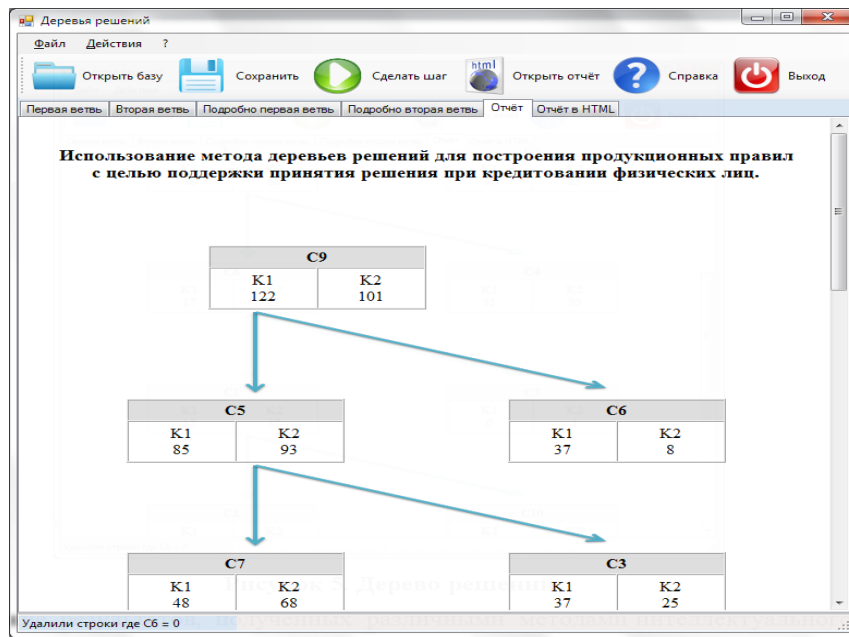 Деревья решений
Файл Действия ?
Открыть базу Сохранить Сделать шаг html Открыть отчёт ? Справка Выход
Первая ветвь Вторая ветвь Подробно первая ветвь Подробно вторая ветвь Отчёт Отчёт в HTML
Использование метода деревьев решений для построения продукционных правил
с целью поддержки принятия решения при кредитовании физических лиц.
C9
K1 K2
122 101
C5 C6
K1 K2 K1 K2
85 93 37 8
C7 C3
K1 K2 K1 K2
48 68 37 25
Удалили строки где C6 = 0